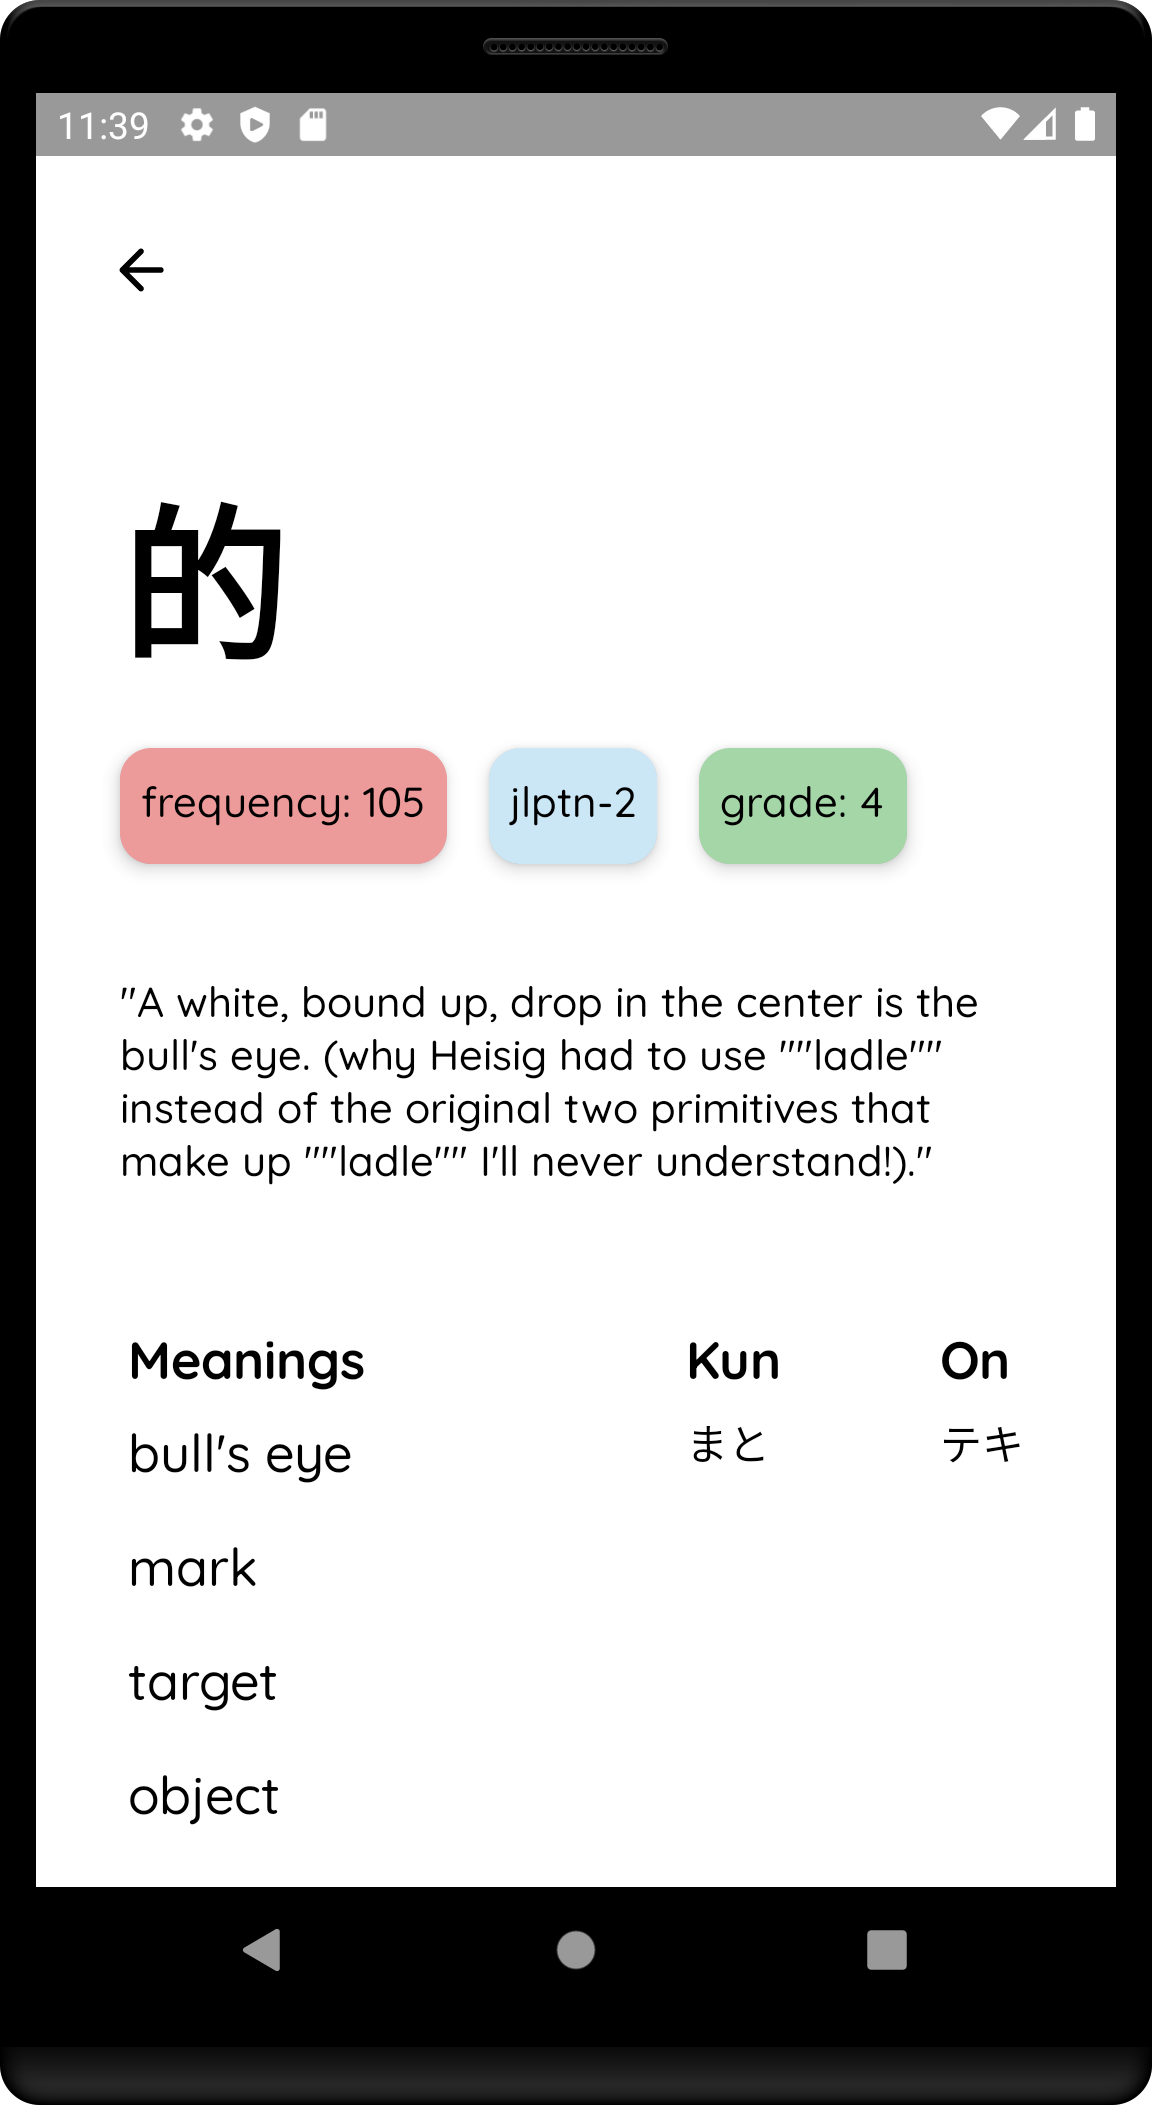 11:39
的
frequency: 105 jlptn-2 grade: 4
"A white, bound up, drop in the center is the
bull's eye. (why Heisig had to use ""ladle""
instead of the original two primitives that
make up ""ladle"" I'll never understand!)."
Meanings Kun On
bull's eye まと テキ
mark
target
object